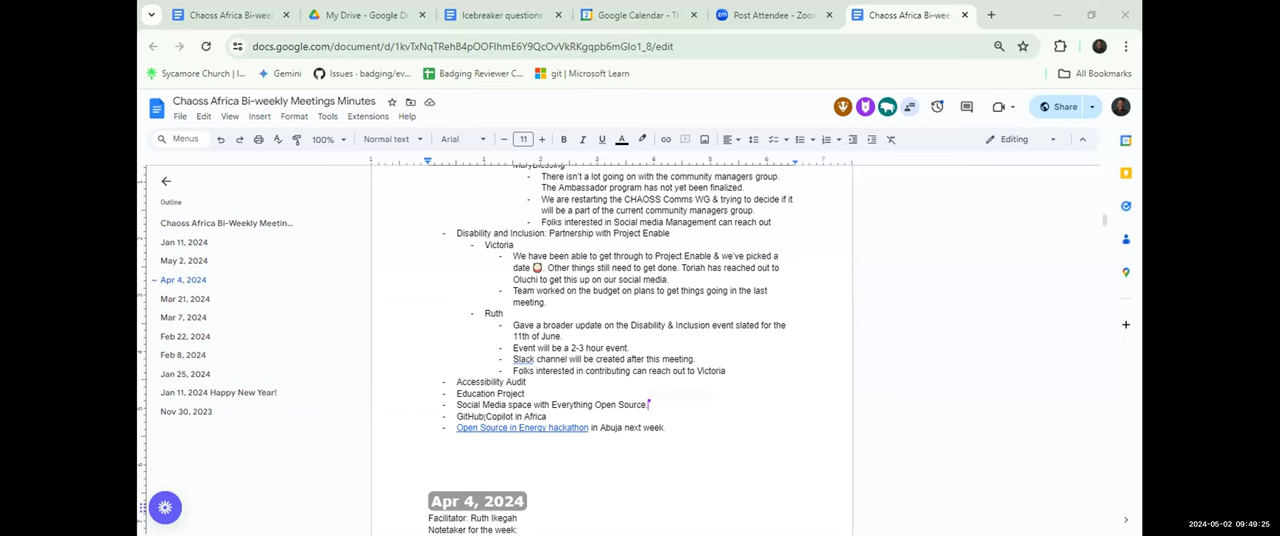 Chaoss Africa Bi-wee
My Drive - Google D
Icebreaker questions
Google Calendar - T
Post Attendee - Zoo
Chaoss Africa Bi-wee
docs.google.com/document/d/1kvTxNqTRehB4pOOFIhmE6Y9QcOvVkRKgqpb6mGIo1_8/edit
Sycamore Church | I...
Gemini
Issues · badging/ev...
Badging Reviewer C...
git | Microsoft Learn
All Bookmarks
Chaoss Africa Bi-weekly Meetings Minutes
File Edit View Insert Format Tools Extensions Help
Share
Menus 100% Normal text Arial 11 B I U A Editing
1 1 2 3 4 5 6 7
Outline
Chaoss Africa Bi-Weekly Meetin...
Jan 11, 2024
May 2, 2024
Apr 4, 2024
Mar 21, 2024
Mar 7, 2024
Feb 22, 2024
Feb 8, 2024
Jan 25, 2024
Jan 11, 2024 Happy New Year!
Nov 30, 2023
MaryBlessing
- There isn't a lot going on with the community managers group.
The Ambassador program has not yet been finalized.
- We are restarting the CHAOSS Comms WG & trying to decide if it
will be a part of the current community managers group.
- Folks interested in Social media Management can reach out
- Disability and Inclusion: Partnership with Project Enable
- Victoria
- We have been able to get through to Project Enable & we've picked a
date. Other things still need to get done. Toriah has reached out to
Oluchi to get this up on our social media.
- Team worked on the budget on plans to get things going in the last
meeting.
- Ruth
- Gave a broader update on the Disability & Inclusion event slated for the
11th of June.
- Event will be a 2-3 hour event.
- Slack channel will be created after this meeting.
- Folks interested in contributing can reach out to Victoria
- Accessibility Audit
- Education Project
- Social Media space with Everything Open Source.
- GitHub Copilot in Africa
- Open Source in Energy hackathon in Abuja next week.
Apr 4, 2024
Facilitator: Ruth Ikegah
Notetaker for the week:
2024-05-02 09:49:25